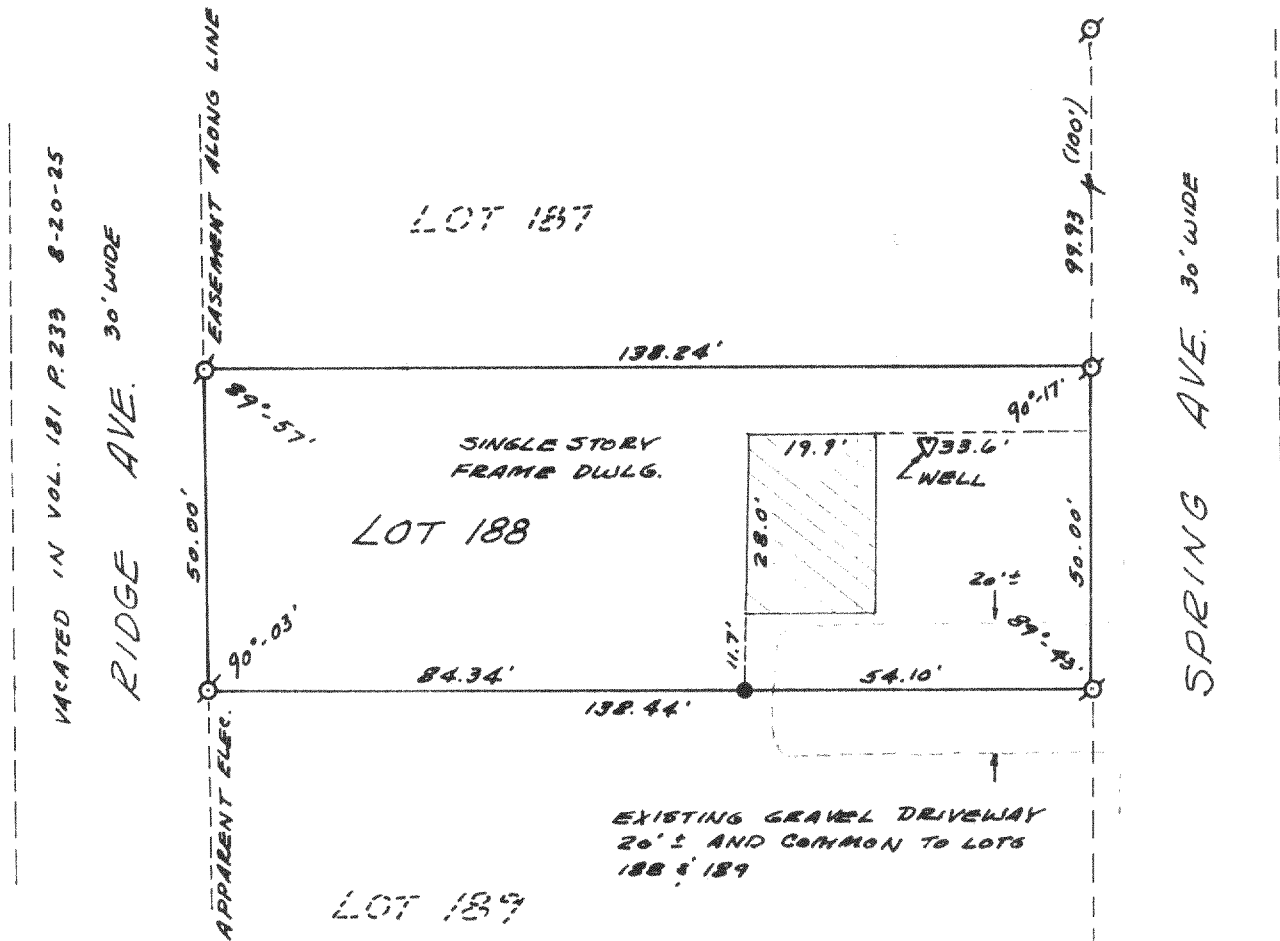 VACATED IN VOL. 181 P.233 8-20-25
RIDGE AVE. 30' WIDE
EASEMENT ALONG LINE
APPARENT ELEC.
LOT 187
99.93 (100')
SPRING AVE. 30' WIDE
138.24'
89°-57'
90°-17'
SINGLE STORY
FRAME DWLG.
19.9'
33.6'
WELL
LOT 188
50.00'
28.0'
50.00'
20'±
90°-03'
11.7'
89°-43'
84.34'
54.10'
138.44'
EXISTING GRAVEL DRIVEWAY
20' ± AND COMMON TO LOTS
188 & 189
LOT 189